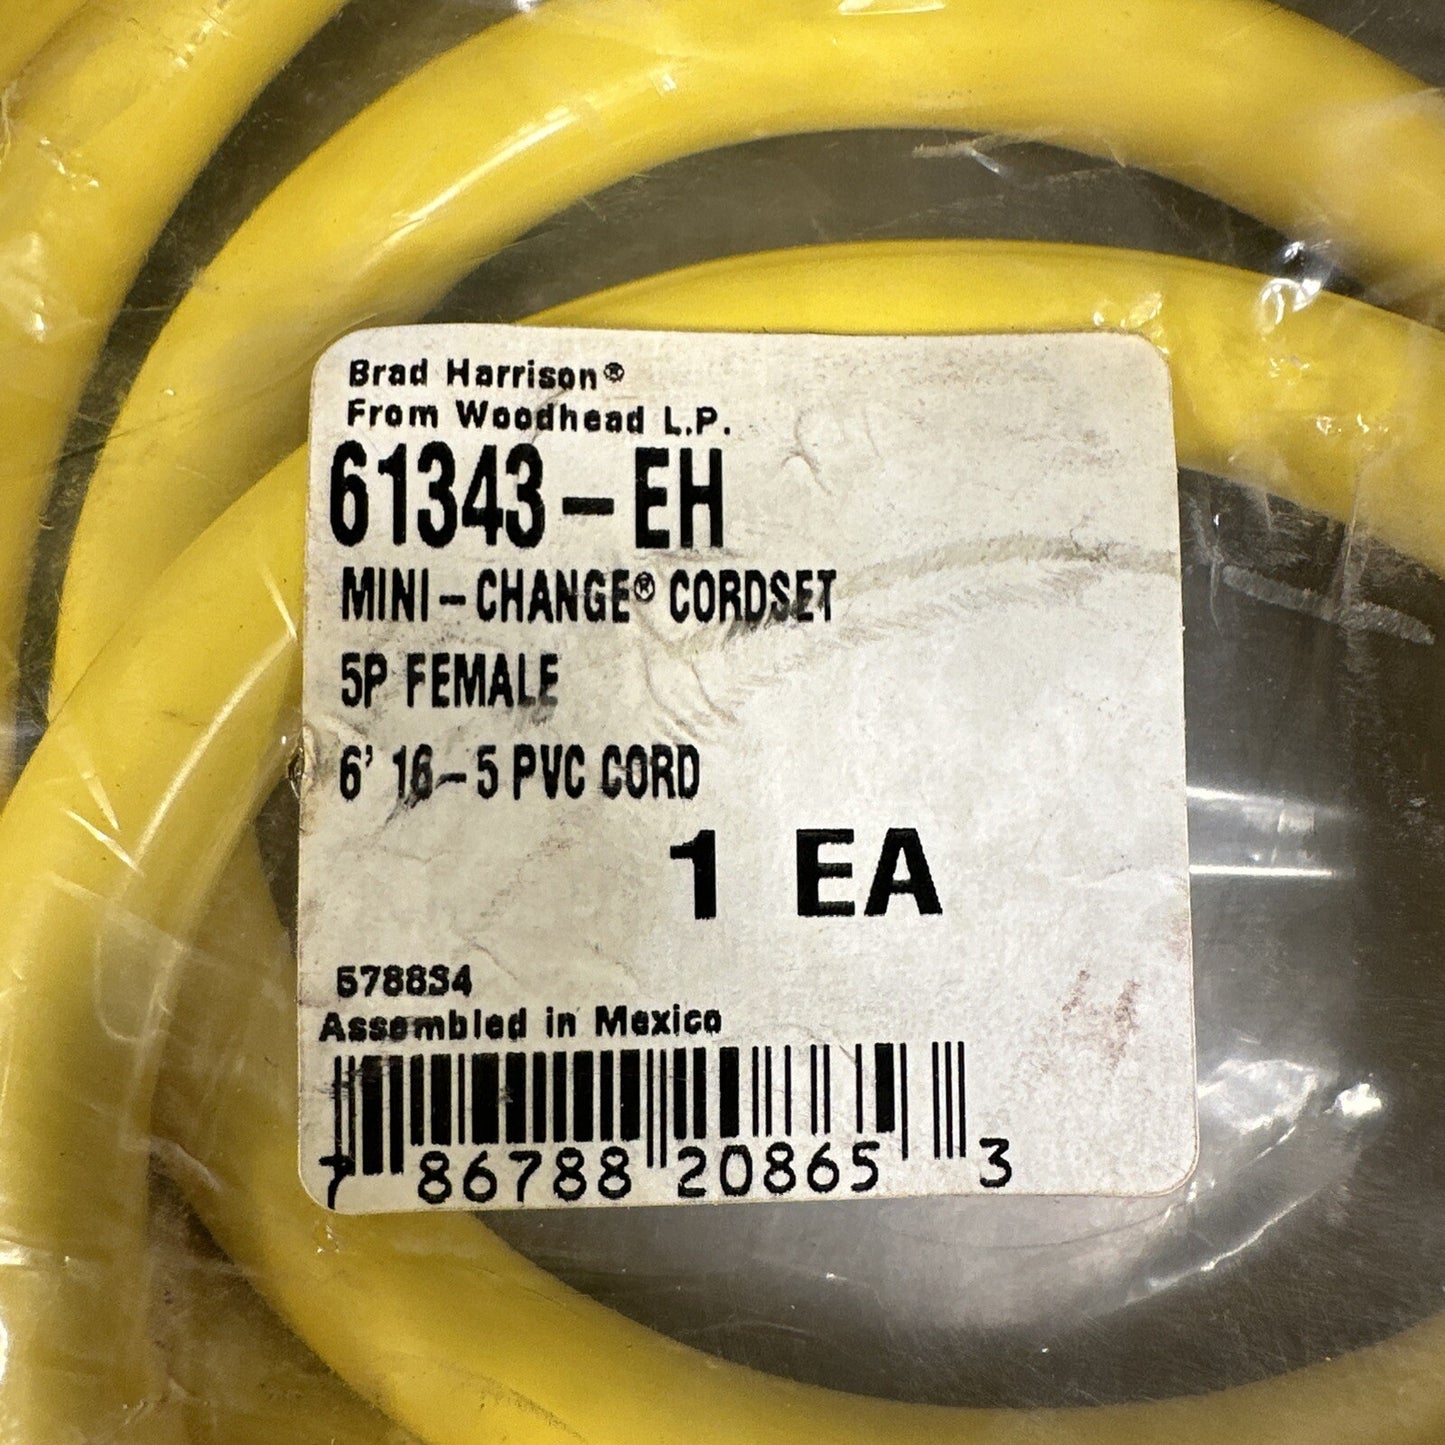 Brad Harrison®
From Woodhead L.P.
61343-EH
MINI-CHANGE® CORDSET
5P FEMALE
6' 16-5 PVC CORD
1 EA
578834
Assembled in Mexico
7 86788 20865 3